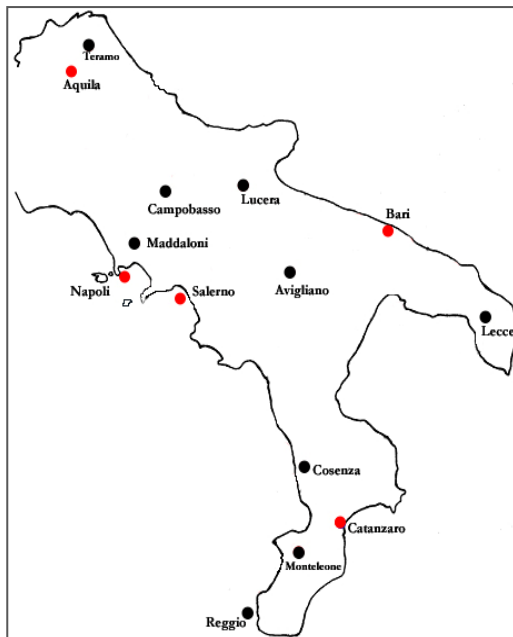 Teramo
Aquila
Campobasso
Lucera
Bari
Maddaloni
Napoli
Salerno
Avigliano
Lecce
Cosenza
Catanzaro
Monteleone
Reggio